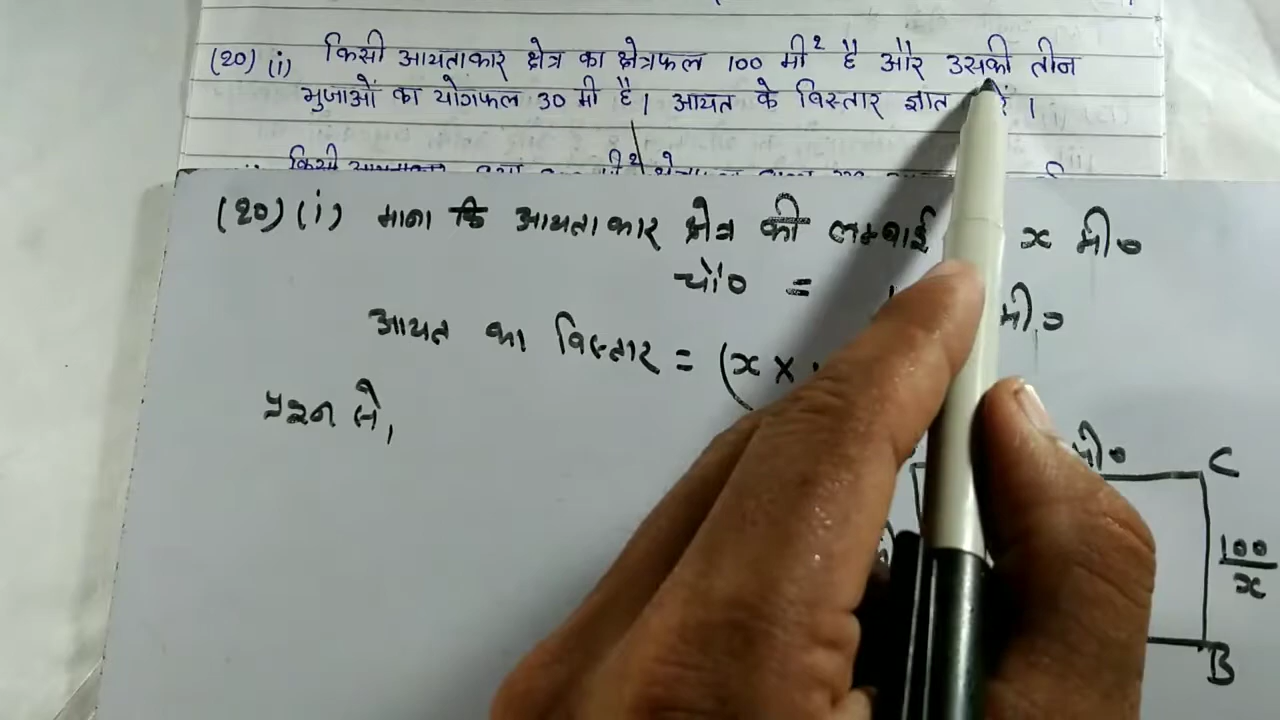 (20) (i) किसी आयताकार क्षेत्र का क्षेत्रफल 100 मी² है और उसकी तीन
भुजाओं का योगफल 30 मी है। आयत के विस्तार ज्ञात
किसी
(20) (i) माना कि आयताकार क्षेत्र की लम्बाई x मी०
चौ० = मी०
आयत का विस्तार = (x ×
प्रश्न से,
मी० C
100/x
B